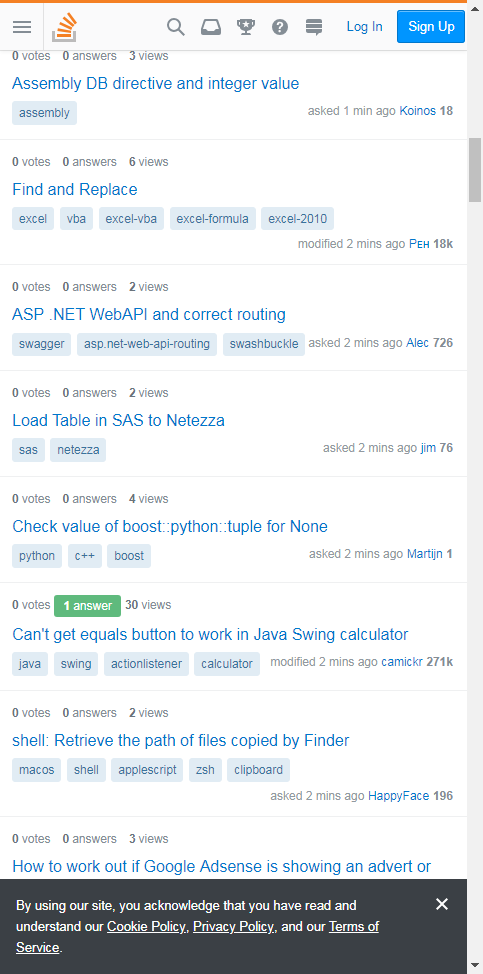 Log In Sign Up
0 votes 0 answers 3 views
Assembly DB directive and integer value
assembly asked 1 min ago Koinos 18
0 votes 0 answers 6 views
Find and Replace
excel vba excel-vba excel-formula excel-2010
modified 2 mins ago Pᴇʜ 18k
0 votes 0 answers 2 views
ASP .NET WebAPI and correct routing
swagger asp.net-web-api-routing swashbuckle asked 2 mins ago Alec 726
0 votes 0 answers 2 views
Load Table in SAS to Netezza
sas netezza asked 2 mins ago jim 76
0 votes 0 answers 4 views
Check value of boost::python::tuple for None
python c++ boost asked 2 mins ago Martijn 1
0 votes 1 answer 30 views
Can't get equals button to work in Java Swing calculator
java swing actionlistener calculator modified 2 mins ago camickr 271k
0 votes 0 answers 2 views
shell: Retrieve the path of files copied by Finder
macos shell applescript zsh clipboard
asked 2 mins ago HappyFace 196
0 votes 0 answers 3 views
How to work out if Google Adsense is showing an advert or
By using our site, you acknowledge that you have read and
understand our Cookie Policy, Privacy Policy, and our Terms of
Service.